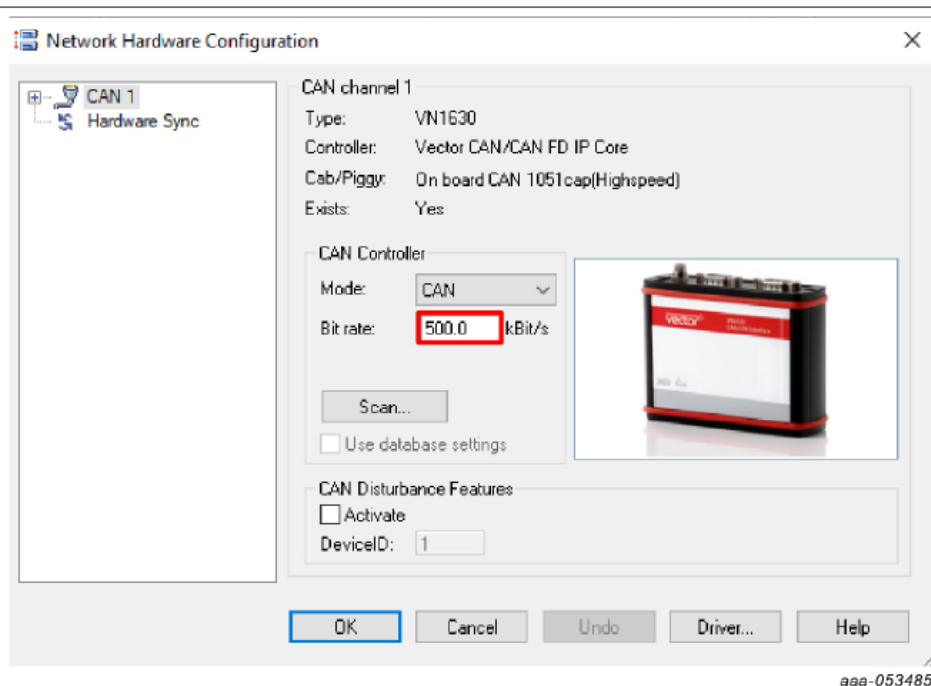 Network Hardware Configuration
CAN 1
Hardware Sync
CAN channel 1
Type: VN1630
Controller: Vector CAN/CAN FD IP Core
Cab/Piggy: On board CAN 1051cap(Highspeed)
Exists: Yes
CAN Controller
Mode: CAN
Bit rate: 500.0 kBit/s
Scan...
Use database settings
vector
CAN Disturbance Features
Activate
DeviceID: 1
OK Cancel Undo Driver... Help
aaa-053485